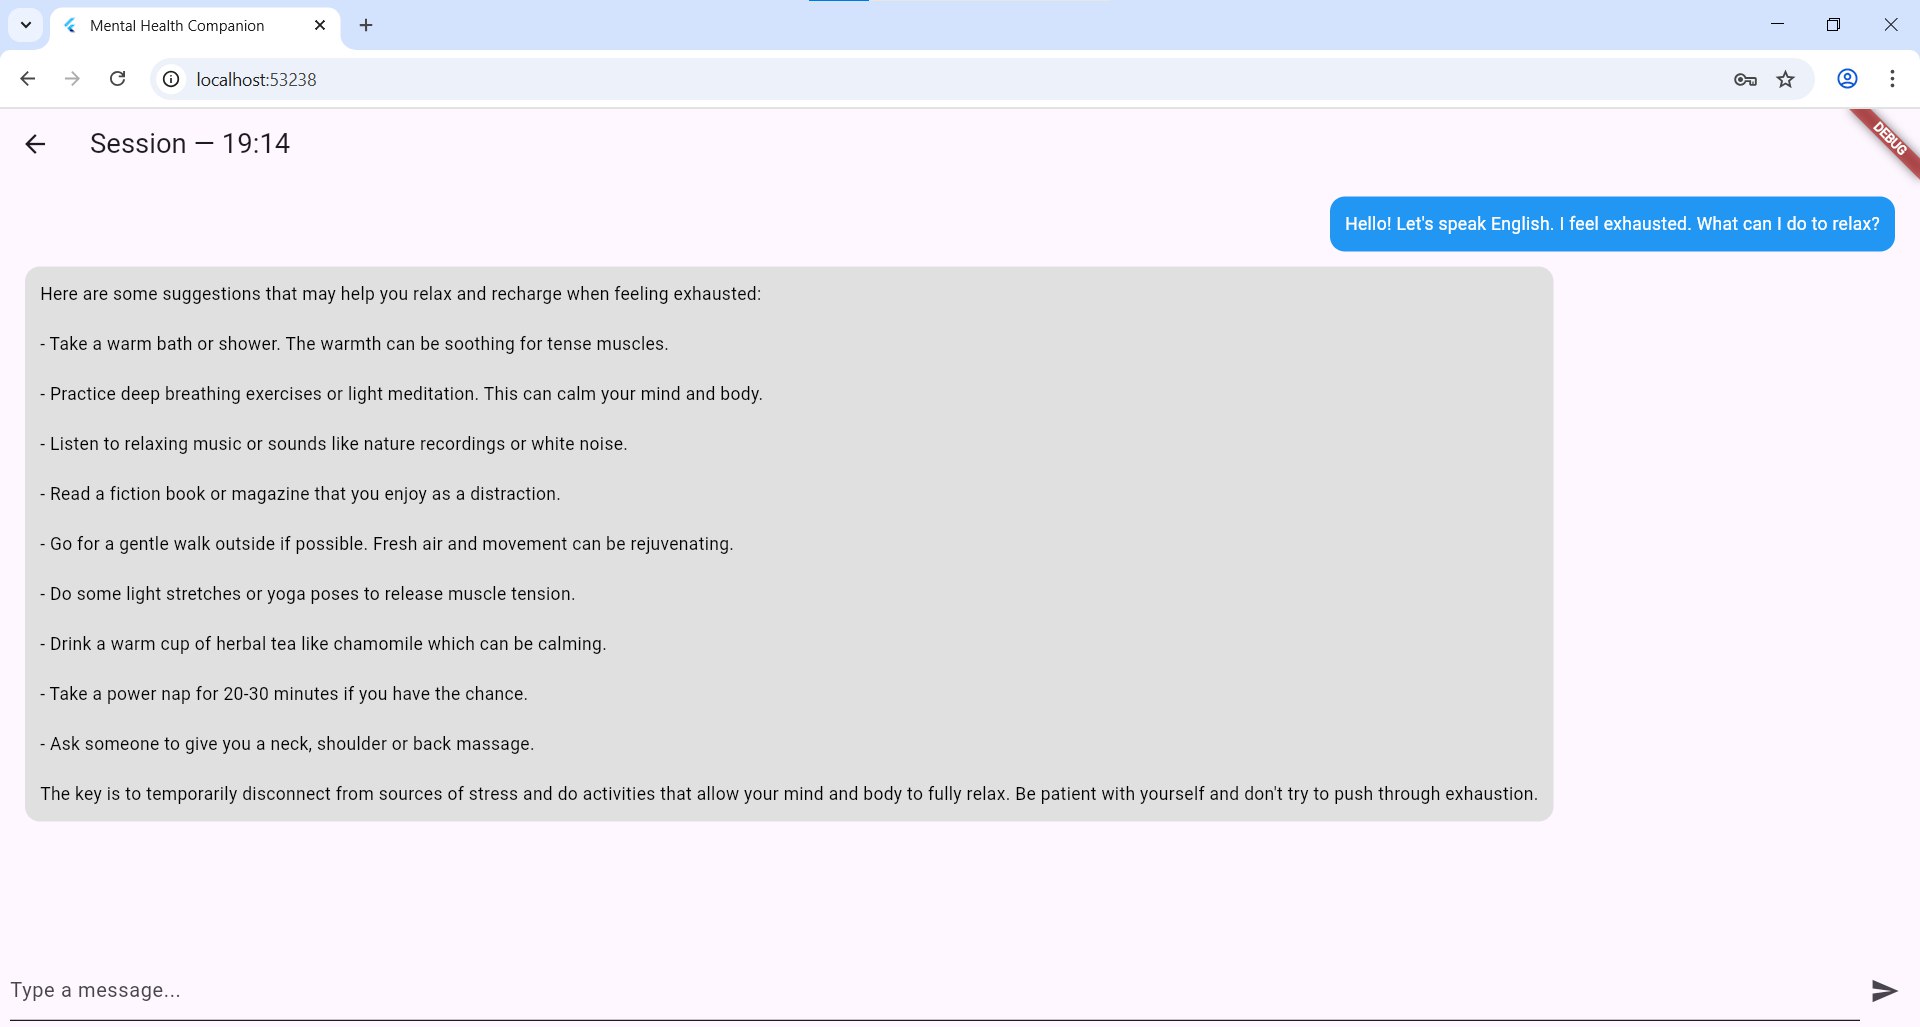 Mental Health Companion
localhost:53238
Session — 19:14
DEBUG
Hello! Let's speak English. I feel exhausted. What can I do to relax?
Here are some suggestions that may help you relax and recharge when feeling exhausted:
- Take a warm bath or shower. The warmth can be soothing for tense muscles.
- Practice deep breathing exercises or light meditation. This can calm your mind and body.
- Listen to relaxing music or sounds like nature recordings or white noise.
- Read a fiction book or magazine that you enjoy as a distraction.
- Go for a gentle walk outside if possible. Fresh air and movement can be rejuvenating.
- Do some light stretches or yoga poses to release muscle tension.
- Drink a warm cup of herbal tea like chamomile which can be calming.
- Take a power nap for 20-30 minutes if you have the chance.
- Ask someone to give you a neck, shoulder or back massage.
The key is to temporarily disconnect from sources of stress and do activities that allow your mind and body to fully relax. Be patient with yourself and don't try to push through exhaustion.
Type a message...